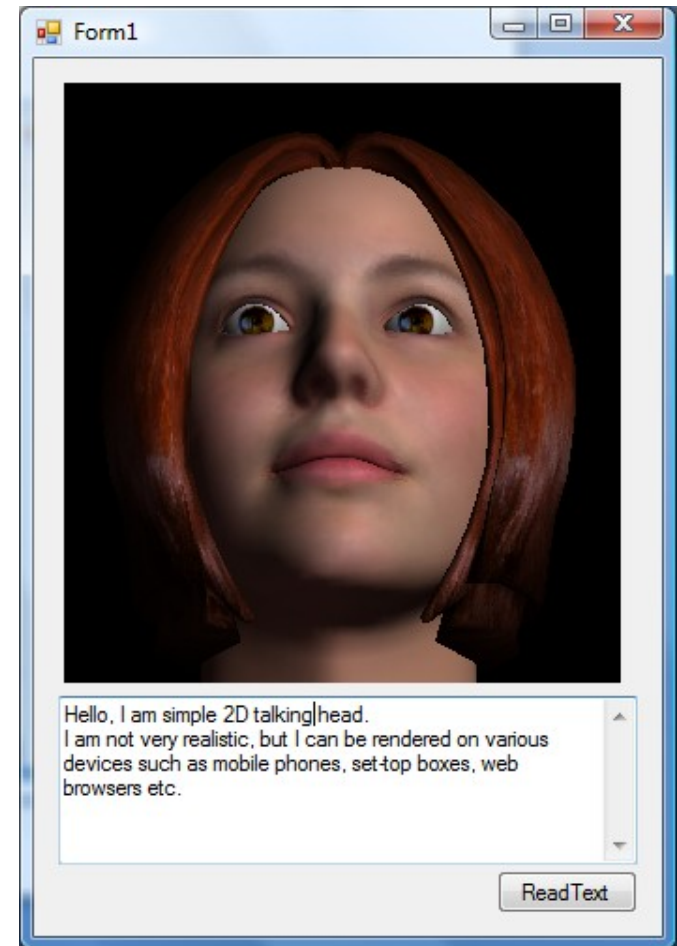 Form1
Hello, I am simple 2D talking head.
I am not very realistic, but I can be rendered on various
devices such as mobile phones, set-top boxes, web
browsers etc.
ReadText